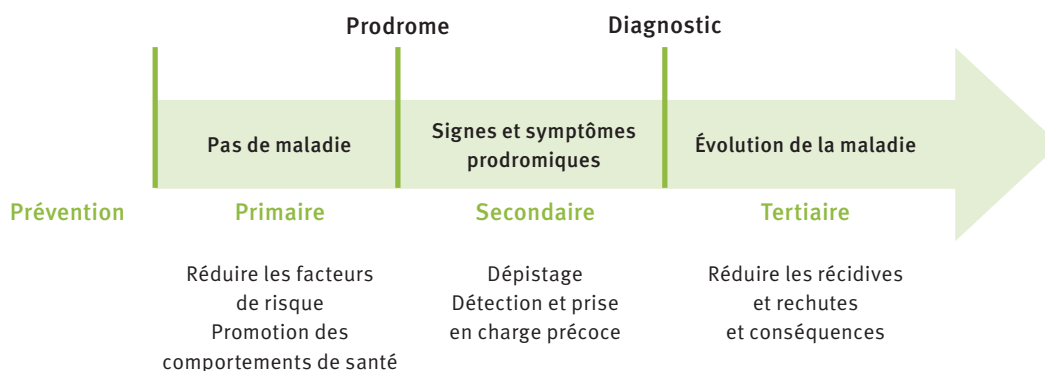 Prodrome
Diagnostic
Pas de maladie
Signes et symptômes
prodromiques
Évolution de la maladie
Prévention
Primaire
Secondaire
Tertiaire
Réduire les facteurs
de risque
Promotion des
comportements de santé
Dépistage
Détection et prise
en charge précoce
Réduire les récidives
et rechutes
et conséquences